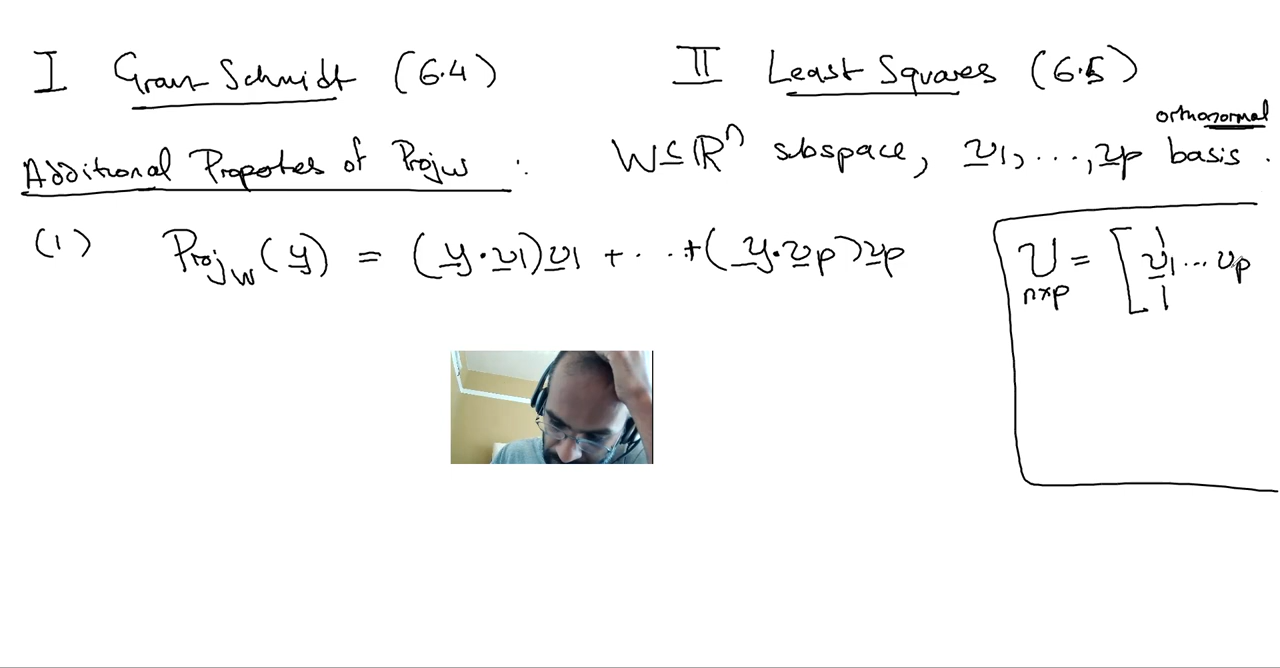 I Gram Schmidt (6.4)
II Least Squares (6.5)
Additional Propoties of Projw :
W ⊆ ℝⁿ subspace, v1, ..., vp orthonormal basis.
(1) Projw(y) = (y·v1)v1 + ... + (y·vp)vp
U = [v1 ... vp
n×p